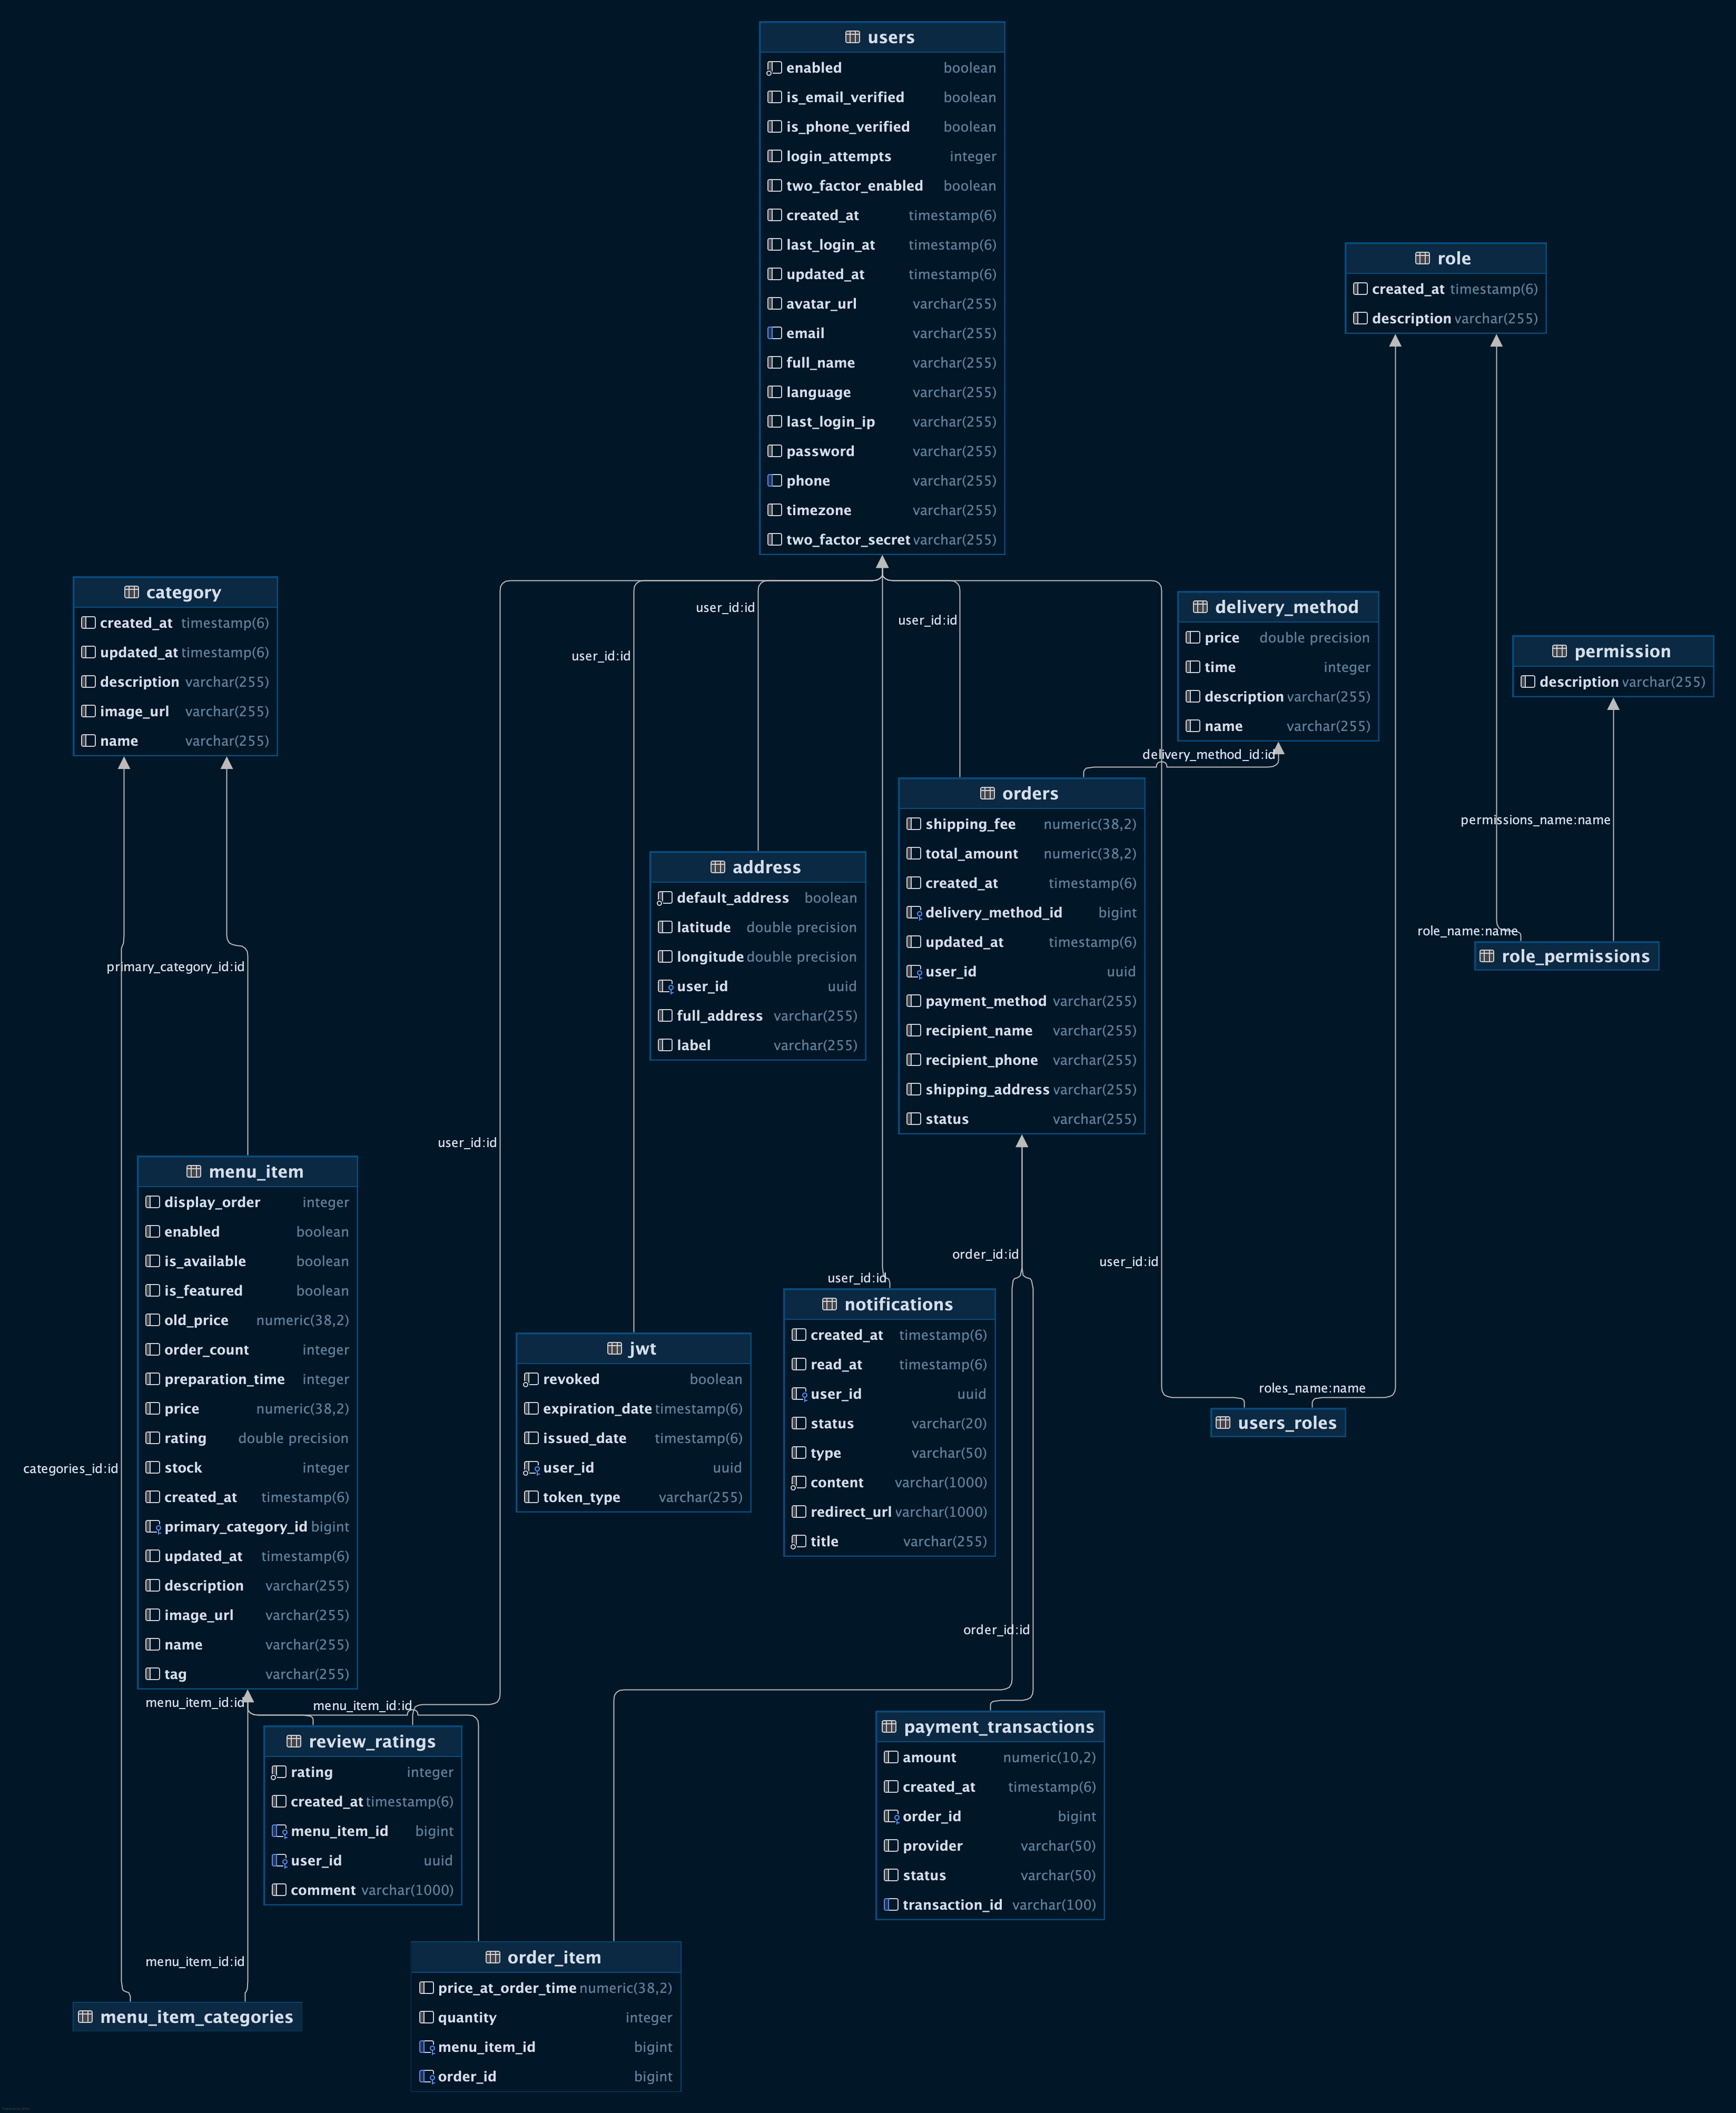 users
enabled boolean
is_email_verified boolean
is_phone_verified boolean
login_attempts integer
two_factor_enabled boolean
created_at timestamp(6)
last_login_at timestamp(6)
updated_at timestamp(6)
avatar_url varchar(255)
email varchar(255)
full_name varchar(255)
language varchar(255)
last_login_ip varchar(255)
password varchar(255)
phone varchar(255)
timezone varchar(255)
two_factor_secret varchar(255)
role
created_at timestamp(6)
description varchar(255)
category
created_at timestamp(6)
updated_at timestamp(6)
description varchar(255)
image_url varchar(255)
name varchar(255)
delivery_method
price double precision
time integer
description varchar(255)
name varchar(255)
permission
description varchar(255)
user_id:id
user_id:id
user_id:id
delivery_method_id:id
permissions_name:name
role_name:name
role_permissions
orders
shipping_fee numeric(38,2)
total_amount numeric(38,2)
created_at timestamp(6)
delivery_method_id bigint
updated_at timestamp(6)
user_id uuid
payment_method varchar(255)
recipient_name varchar(255)
recipient_phone varchar(255)
shipping_address varchar(255)
status varchar(255)
address
default_address boolean
latitude double precision
longitude double precision
user_id uuid
full_address varchar(255)
label varchar(255)
primary_category_id:id
user_id:id
menu_item
display_order integer
enabled boolean
is_available boolean
is_featured boolean
old_price numeric(38,2)
order_count integer
preparation_time integer
price numeric(38,2)
rating double precision
stock integer
created_at timestamp(6)
primary_category_id bigint
updated_at timestamp(6)
description varchar(255)
image_url varchar(255)
name varchar(255)
tag varchar(255)
order_id:id
user_id:id
user_id:id
notifications
created_at timestamp(6)
read_at timestamp(6)
user_id uuid
status varchar(20)
type varchar(50)
content varchar(1000)
redirect_url varchar(1000)
title varchar(255)
jwt
revoked boolean
expiration_date timestamp(6)
issued_date timestamp(6)
user_id uuid
token_type varchar(255)
roles_name:name
users_roles
categories_id:id
order_id:id
menu_item_id:id
menu_item_id:id
review_ratings
rating integer
created_at timestamp(6)
menu_item_id bigint
user_id uuid
comment varchar(1000)
payment_transactions
amount numeric(10,2)
created_at timestamp(6)
order_id bigint
provider varchar(50)
status varchar(50)
transaction_id varchar(100)
menu_item_id:id
menu_item_categories
order_item
price_at_order_time numeric(38,2)
quantity integer
menu_item_id bigint
order_id bigint